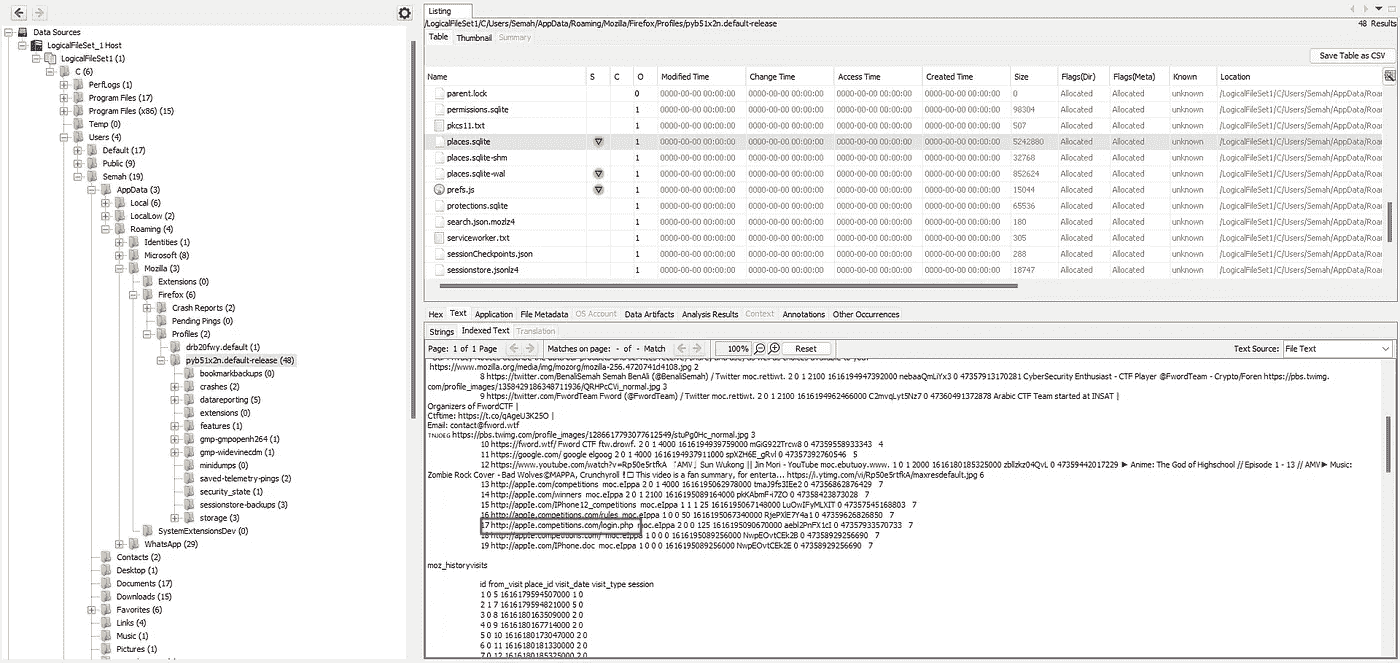 Data Sources
LogicalFileSet_1 Host
LogicalFileSet1 (1)
C (6)
PerfLogs (1)
Program Files (17)
Program Files (x86) (15)
Temp (0)
Users (4)
Default (17)
Public (9)
Semah (19)
AppData (3)
Local (6)
LocalLow (2)
Roaming (4)
Identities (1)
Microsoft (8)
Mozilla (3)
Extensions (0)
Firefox (6)
Crash Reports (2)
Pending Pings (0)
Profiles (2)
drb20fwy.default (1)
pyb51x2n.default-release (48)
bookmarkbackups (0)
crashes (2)
datareporting (5)
extensions (0)
features (1)
gmp-gmpopenh264 (1)
gmp-widevinecdm (1)
minidumps (0)
saved-telemetry-pings (2)
security_state (1)
sessionstore-backups (3)
storage (3)
SystemExtensionsDev (0)
WhatsApp (29)
Contacts (2)
Desktop (1)
Documents (17)
Downloads (15)
Favorites (6)
Links (4)
Music (1)
Pictures (1)
Listing
/LogicalFileSet1/C/Users/Semah/AppData/Roaming/Mozilla/Firefox/Profiles/pyb51x2n.default-release 48 Results
Table Thumbnail Summary
Save Table as CSV
Name S C O Modified Time Change Time Access Time Created Time Size Flags(Dir) Flags(Meta) Known Location
parent.lock 0 0000-00-00 00:00:00 0000-00-00 00:00:00 0000-00-00 00:00:00 0000-00-00 00:00:00 0 Allocated Allocated unknown /LogicalFileSet1/C/Users/Semah/AppData/Roa
permissions.sqlite 1 0000-00-00 00:00:00 0000-00-00 00:00:00 0000-00-00 00:00:00 0000-00-00 00:00:00 98304 Allocated Allocated unknown /LogicalFileSet1/C/Users/Semah/AppData/Roa
pkcs11.txt 1 0000-00-00 00:00:00 0000-00-00 00:00:00 0000-00-00 00:00:00 0000-00-00 00:00:00 507 Allocated Allocated unknown /LogicalFileSet1/C/Users/Semah/AppData/Roa
places.sqlite 1 0000-00-00 00:00:00 0000-00-00 00:00:00 0000-00-00 00:00:00 0000-00-00 00:00:00 5242880 Allocated Allocated unknown /LogicalFileSet1/C/Users/Semah/AppData/Roa
places.sqlite-shm 1 0000-00-00 00:00:00 0000-00-00 00:00:00 0000-00-00 00:00:00 0000-00-00 00:00:00 32768 Allocated Allocated unknown /LogicalFileSet1/C/Users/Semah/AppData/Roa
places.sqlite-wal 1 0000-00-00 00:00:00 0000-00-00 00:00:00 0000-00-00 00:00:00 0000-00-00 00:00:00 852624 Allocated Allocated unknown /LogicalFileSet1/C/Users/Semah/AppData/Roa
prefs.js 1 0000-00-00 00:00:00 0000-00-00 00:00:00 0000-00-00 00:00:00 0000-00-00 00:00:00 15044 Allocated Allocated unknown /LogicalFileSet1/C/Users/Semah/AppData/Roa
protections.sqlite 1 0000-00-00 00:00:00 0000-00-00 00:00:00 0000-00-00 00:00:00 0000-00-00 00:00:00 65536 Allocated Allocated unknown /LogicalFileSet1/C/Users/Semah/AppData/Roa
search.json.mozlz4 1 0000-00-00 00:00:00 0000-00-00 00:00:00 0000-00-00 00:00:00 0000-00-00 00:00:00 180 Allocated Allocated unknown /LogicalFileSet1/C/Users/Semah/AppData/Roa
serviceworker.txt 1 0000-00-00 00:00:00 0000-00-00 00:00:00 0000-00-00 00:00:00 0000-00-00 00:00:00 305 Allocated Allocated unknown /LogicalFileSet1/C/Users/Semah/AppData/Roa
sessionCheckpoints.json 1 0000-00-00 00:00:00 0000-00-00 00:00:00 0000-00-00 00:00:00 0000-00-00 00:00:00 288 Allocated Allocated unknown /LogicalFileSet1/C/Users/Semah/AppData/Roa
sessionstore.jsonlz4 1 0000-00-00 00:00:00 0000-00-00 00:00:00 0000-00-00 00:00:00 0000-00-00 00:00:00 18747 Allocated Allocated unknown /LogicalFileSet1/C/Users/Semah/AppData/Roa
Hex Text Application File Metadata OS Account Data Artifacts Analysis Results Context Annotations Other Occurrences
Strings Indexed Text Translation
Page: 1 of 1 Page Matches on page: - of - Match 100% Reset Text Source: File Text
https://www.mozilla.org/media/img/mozorg/mozilla-256.4720741d4108.jpg 2
8 https://twitter.com/BenaliSemah Semah BenAli (@BenaliSemah) / Twitter moc.rettiwt. 2 0 1 2100 1616194947392000 nebaaQmLiYx3 0 47357913170281 CyberSecurity Enthusiast - CTF Player @FwordTeam - Crypto/Foren https://pbs.twimg.
com/profile_images/1358429186348711936/QRHPcCVi_normal.jpg 3
9 https://twitter.com/FwordTeam Fword (@FwordTeam) / Twitter moc.rettiwt. 2 0 1 2100 1616194962466000 C2mvqLyt5Nz7 0 47360491372878 Arabic CTF Team started at INSAT |
Organizers of FwordCTF |
Ctftime: https://t.co/qAgeU3K25O |
Email: contact@fword.wtf
TNJOEG https://pbs.twimg.com/profile_images/1286617793077612549/stuPg0Hc_normal.jpg 3
10 https://fword.wtf/ Fword CTF ftw.drowf. 2 0 1 4000 1616194939759000 mGiG922Trcw8 0 47359558933343 4
11 https://google.com/ google elgoog 2 0 1 4000 1616194937911000 spXZH6E_gRvl 0 47357392760546 5
12 https://www.youtube.com/watch?v=Rp50e5rtfkA 「AMV」Sun Wukong || Jin Mori - YouTube moc.ebutuoy.www. 1 0 1 2000 1616180185325000 zbllzkz04QvL 0 47359442017229 ► Anime: The God of Highschool // Episode 1 - 13 // AMV► Music:
Zombie Rock Cover - Bad Wolves@MAPPA, Crunchyroll !□ This video is a fan summary, for enterta... https://i.ytimg.com/vi/Rp50e5rtfkA/maxresdefault.jpg 6
13 http://appIe.com/competitions moc.eIppa 2 0 1 4000 1616195062978000 tmaJ9fs3IEe2 0 47356862876429 7
14 http://appIe.com/winners moc.eIppa 2 0 1 2100 1616195089164000 pkKAbmF47ZO 0 47358423873028 7
15 http://appIe.com/IPhone12_competitions moc.eIppa 1 1 1 25 1616195067148000 LuOwIFyMLXIT 0 47357545168803 7
16 http://appIe.competitions.com/rules moc.eIppa 1 0 0 50 1616195067340000 RjePXlE7Y4a1 0 47359626826850 7
17 http://appIe.competitions.com/login.php moc.eIppa 2 0 0 125 1616195090670000 aebl2PnFX1cI 0 47357933570733 7
18 http://appIe.competitions.com/ moc.eIppa 1 0 0 0 1616195089256000 NwpEOvtCEk2B 0 47358929256690 7
19 http://appIe.com/IPhone.doc moc.eIppa 1 0 0 0 1616195089256000 NwpEOvtCEk2E 0 47358929256690 7
moz_historyvisits
id from_visit place_id visit_date visit_type session
1 0 5 1616179594507000 1 0
2 1 7 1616179594821000 5 0
3 0 8 1616180163509000 2 0
4 0 9 1616180167714000 2 0
5 0 10 1616180173047000 2 0
6 0 11 1616180181330000 2 0
7 0 12 1616180185325000 2 0